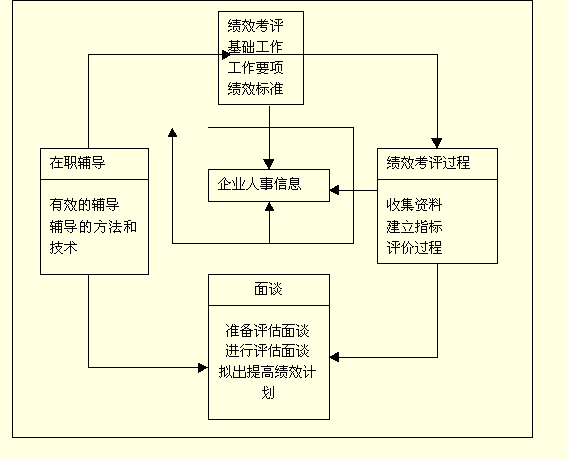 绩效考评
基础工作
工作要项
绩效标准
在职辅导
有效的辅导
辅导的方法和
技术
企业人事信息
绩效考评过程
收集资料
建立指标
评价过程
面谈
准备评估面谈
进行评估面谈
拟出提高绩效计
划